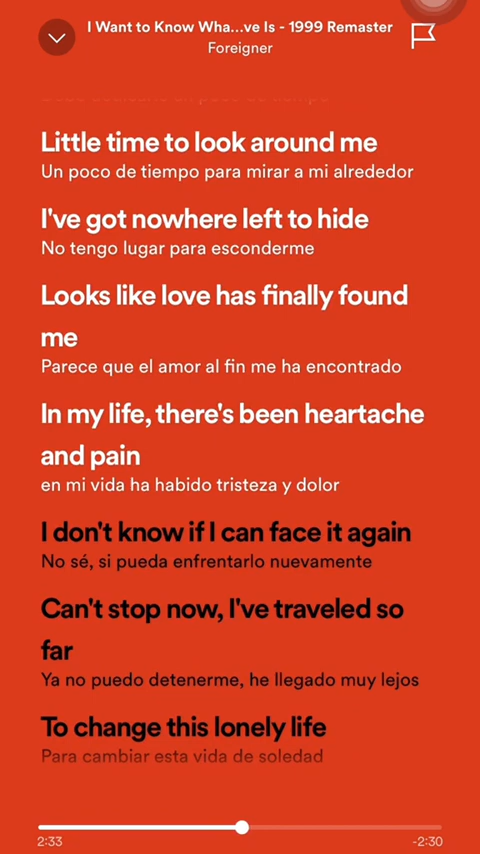 I Want to Know Wha...ve Is - 1999 Remaster
Foreigner
Little time to look around me
Un poco de tiempo para mirar a mi alrededor
I've got nowhere left to hide
No tengo lugar para esconderme
Looks like love has finally found
me
Parece que el amor al fin me ha encontrado
In my life, there's been heartache
and pain
en mi vida ha habido tristeza y dolor
I don't know if I can face it again
No sé, si pueda enfrentarlo nuevamente
Can't stop now, I've traveled so
far
Ya no puedo detenerme, he llegado muy lejos
To change this lonely life
Para cambiar esta vida de soledad
2:33
-2:30